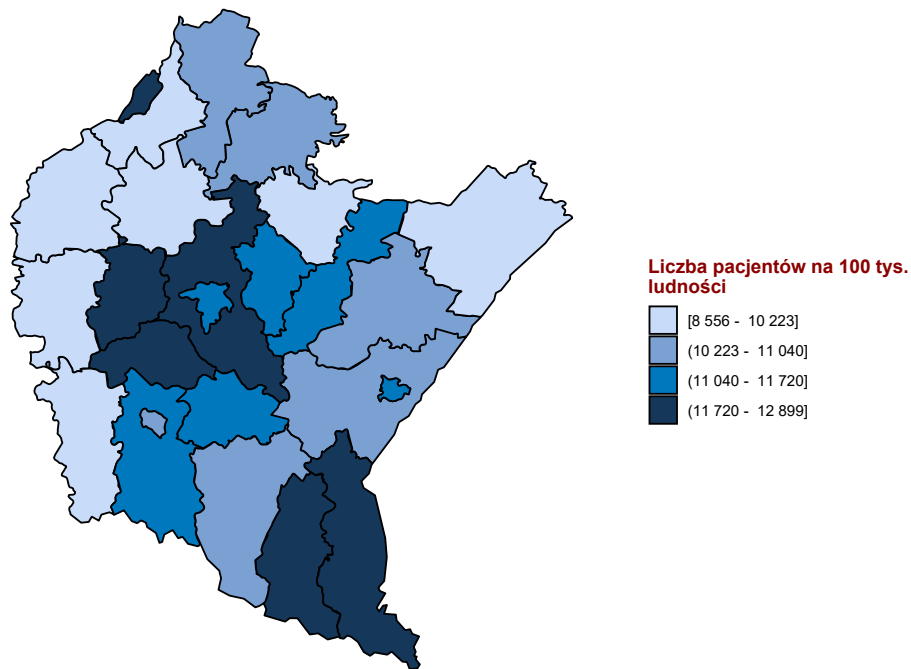 Liczba pacjentów na 100 tys.
ludności
[8 556 - 10 223]
(10 223 - 11 040]
(11 040 - 11 720]
(11 720 - 12 899]